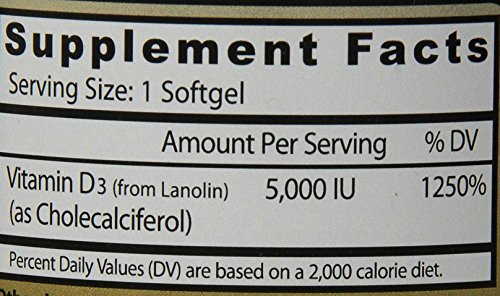 Supplement Facts
Serving Size: 1 Softgel
Amount Per Serving % DV
Vitamin D3 (from Lanolin) 5,000 IU 1250%
(as Cholecalciferol)
Percent Daily Values (DV) are based on a 2,000 calorie diet.